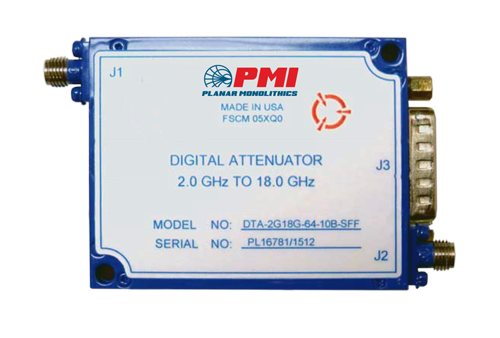 J1
PMI
PLANAR MONOLITHICS
MADE IN USA
FSCM 05XQ0
DIGITAL ATTENUATOR
J3
2.0 GHz TO 18.0 GHz
MODEL NO: DTA-2G18G-64-10B-SFF
SERIAL NO: PL16781/1512
J2